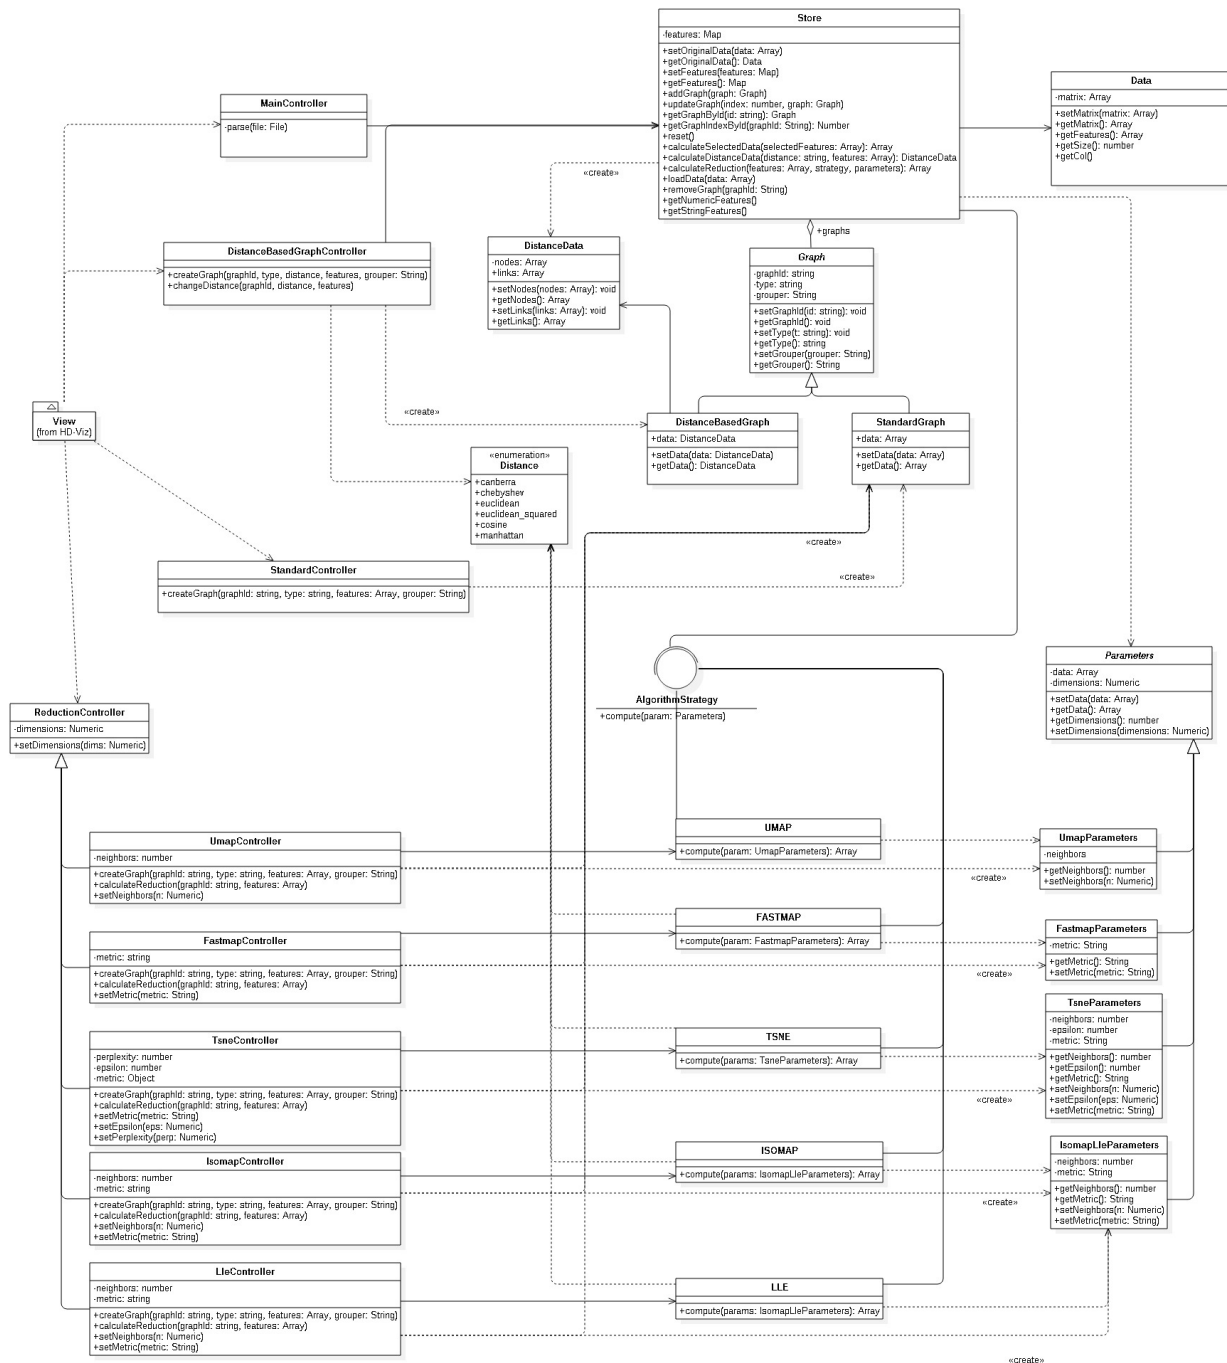 Store
-features: Map
+setOriginalData(data: Array)
+getOriginalData(): Data
+setFeatures(features: Map)
+getFeatures(): Map
+addGraph(graph: Graph)
+updateGraph(index: number, graph: Graph)
+getGraphById(id: string): Graph
+getGraphIndexById(graphId: String): Number
+reset()
+calculateSelectedData(selectedFeatures: Array): Array
+calculateDistanceData(distance: string, features: Array): DistanceData
+calculateReduction(features: Array, strategy, parameters): Array
+loadData(data: Array)
+removeGraph(graphId: String)
+getNumericFeatures()
+getStringFeatures()
Data
-matrix: Array
+setMatrix(matrix: Array)
+getMatrix(): Array
+getFeatures(): Array
+getSize(): number
+getCol()
MainController
-parse(file: File)
«create»
+graphs
DistanceBasedGraphController
+createGraph(graphId, type, distance, features, grouper: String)
+changeDistance(graphId, distance, features)
DistanceData
-nodes: Array
+links: Array
+setNodes(nodes: Array): void
+getNodes(): Array
+setLinks(links: Array): void
+getLinks(): Array
Graph
-graphId: string
-type: string
-grouper: String
+setGraphId(id: string): void
+getGraphId(): void
+setType(t: string): void
+getType(): string
+setGrouper(grouper: String)
+getGrouper(): String
«create»
View
(from HD-Viz)
DistanceBasedGraph
+data: DistanceData
+setData(data: DistanceData)
+getData(): DistanceData
StandardGraph
+data: Array
+setData(data: Array)
+getData(): Array
«enumeration»
Distance
+canberra
+chebyshev
+euclidean
+euclidean_squared
+cosine
+manhattan
«create»
StandardController
+createGraph(graphId: string, type: string, features: Array, grouper: String)
«create»
AlgorithmStrategy
+compute(param: Parameters)
Parameters
-data: Array
-dimensions: Numeric
+setData(data: Array)
+getData(): Array
+getDimensions(): number
+setDimensions(dimensions: Numeric)
ReductionController
-dimensions: Numeric
+setDimensions(dims: Numeric)
UmapController
-neighbors: number
+createGraph(graphId: string, type: string, features: Array, grouper: String)
+calculateReduction(graphId: string, features: Array)
+setNeighbors(n: Numeric)
UMAP
+compute(param: UmapParameters): Array
UmapParameters
-neighbors
+getNeighbors(): number
+setNeighbors(n: Numeric)
«create»
FastmapController
-metric: string
+createGraph(graphId: string, type: string, features: Array, grouper: String)
+calculateReduction(graphId: string, features: Array)
+setMetric(metric: String)
FASTMAP
+compute(param: FastmapParameters): Array
FastmapParameters
-metric: String
+getMetric(): String
+setMetric(metric: String)
«create»
TsneController
-perplexity: number
-epsilon: number
-metric: Object
+createGraph(graphId: string, type: string, features: Array, grouper: String)
+calculateReduction(graphId: string, features: Array)
+setMetric(metric: String)
+setEpsilon(eps: Numeric)
+setPerplexity(perp: Numeric)
TSNE
+compute(params: TsneParameters): Array
TsneParameters
-neighbors: number
-epsilon: number
-metric: String
+getNeighbors(): number
+getEpsilon(): number
+getMetric(): String
+setNeighbors(n: Numeric)
+setEpsilon(eps: Numeric)
+setMetric(metric: String)
«create»
IsomapController
-neighbors: number
-metric: string
+createGraph(graphId: string, type: string, features: Array, grouper: String)
+calculateReduction(graphId: string, features: Array)
+setNeighbors(n: Numeric)
+setMetric(metric: String)
ISOMAP
+compute(params: IsomapLleParameters): Array
IsomapLleParameters
-neighbors: number
-metric: String
+getNeighbors(): number
+getMetric(): String
+setNeighbors(n: Numeric)
+setMetric(metric: String)
«create»
LleController
-neighbors: number
-metric: string
+createGraph(graphId: string, type: string, features: Array, grouper: String)
+calculateReduction(graphId: string, features: Array)
+setNeighbors(n: Numeric)
+setMetric(metric: String)
LLE
+compute(params: IsomapLleParameters): Array
«create»